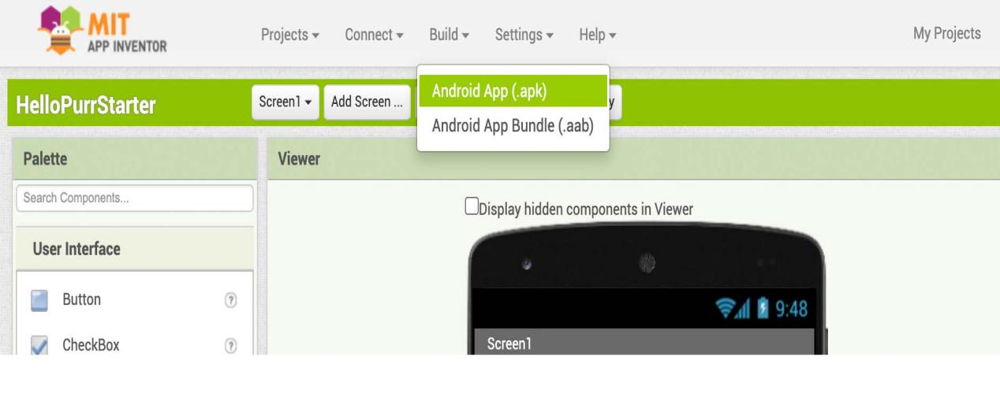 MIT
APP INVENTOR
Projects Connect Build Settings Help My Projects
HelloPurrStarter
Screen1 Add Screen ... y
Android App (.apk)
Android App Bundle (.aab)
Palette
Viewer
Search Components...
Display hidden components in Viewer
User Interface
Button ?
CheckBox ?
9:48
Screen1